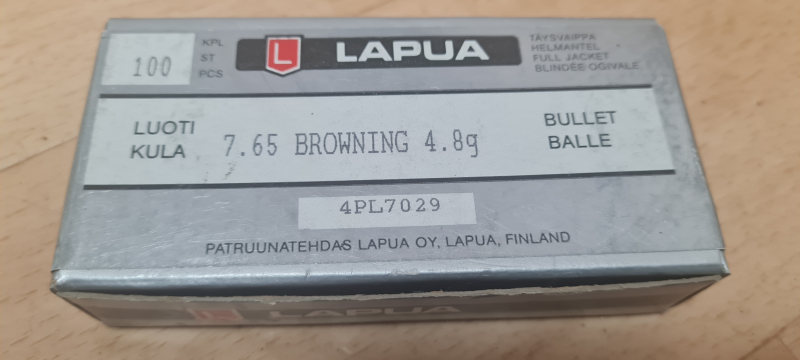 100
KPL
ST
PCS
L LAPUA
TÄYSVAIPPA
HELMANTEL
FULL JACKET
BLINDÉE OGIVALE
LUOTI
KULA
7.65 BROWNING 4.8g
BULLET
BALLE
4PL7029
PATRUUNATEHDAS LAPUA OY, LAPUA, FINLAND
L LAPUA